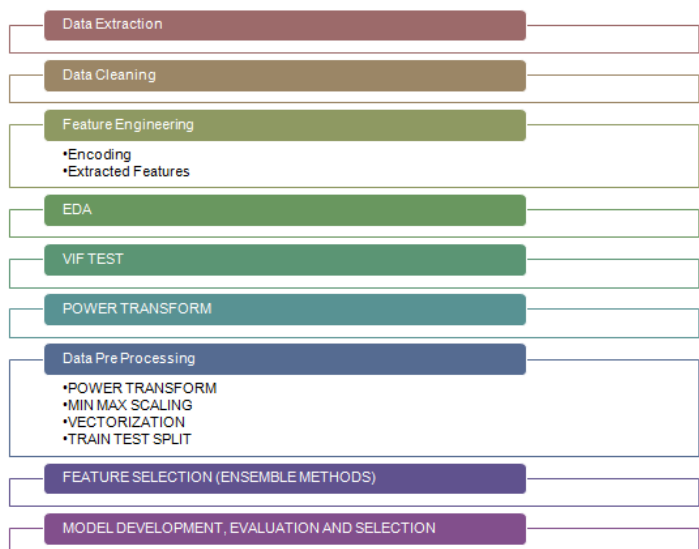 Data Extraction
Data Cleaning
Feature Engineering
•Encoding
•Extracted Features
EDA
VIF TEST
POWER TRANSFORM
Data Pre Processing
•POWER TRANSFORM
•MIN MAX SCALING
•VECTORIZATION
•TRAIN TEST SPLIT
FEATURE SELECTION (ENSEMBLE METHODS)
MODEL DEVELOPMENT, EVALUATION AND SELECTION